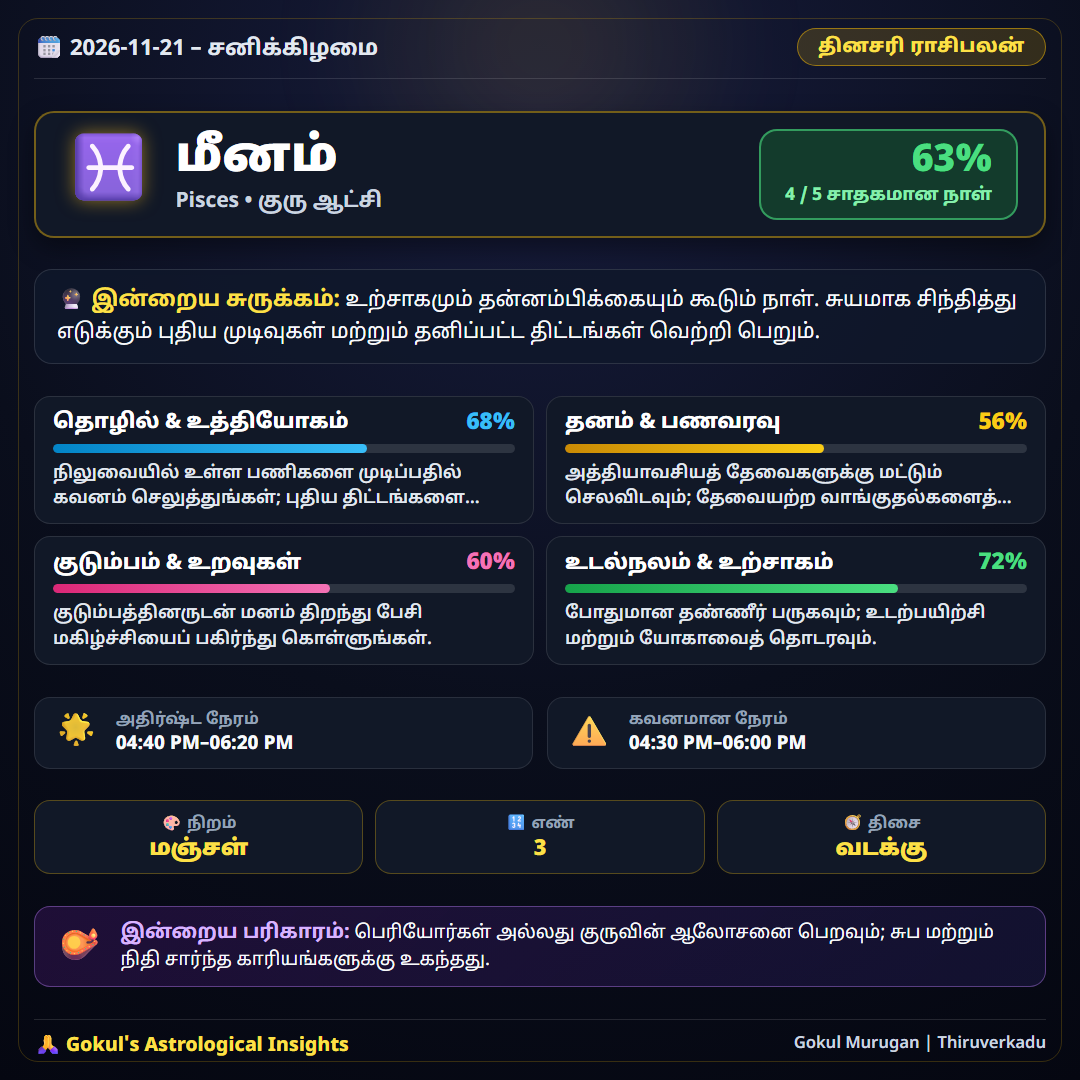 2026-11-21 – சனிக்கிழமை
தினசரி ராசிபலன்
மீனம்
Pisces • குரு ஆட்சி
63%
4 / 5 சாதகமான நாள்
இன்றைய சுருக்கம்: உற்சாகமும் தன்னம்பிக்கையும் கூடும் நாள். சுயமாக சிந்தித்து
எடுக்கும் புதிய முடிவுகள் மற்றும் தனிப்பட்ட திட்டங்கள் வெற்றி பெறும்.
தொழில் & உத்தியோகம் 68%
நிலுவையில் உள்ள பணிகளை முடிப்பதில்
கவனம் செலுத்துங்கள்; புதிய திட்டங்களை...
தனம் & பணவரவு 56%
அத்தியாவசியத் தேவைகளுக்கு மட்டும்
செலவிடவும்; தேவையற்ற வாங்குதல்களைத்...
குடும்பம் & உறவுகள் 60%
குடும்பத்தினருடன் மனம் திறந்து பேசி
மகிழ்ச்சியைப் பகிர்ந்து கொள்ளுங்கள்.
உடல்நலம் & உற்சாகம் 72%
போதுமான தண்ணீர் பருகவும்; உடற்பயிற்சி
மற்றும் யோகாவைத் தொடரவும்.
அதிர்ஷ்ட நேரம்
04:40 PM–06:20 PM
கவனமான நேரம்
04:30 PM–06:00 PM
நிறம்
மஞ்சள்
எண்
3
திசை
வடக்கு
இன்றைய பரிகாரம்: பெரியோர்கள் அல்லது குருவின் ஆலோசனை பெறவும்; சுப மற்றும்
நிதி சார்ந்த காரியங்களுக்கு உகந்தது.
Gokul's Astrological Insights
Gokul Murugan | Thiruverkadu